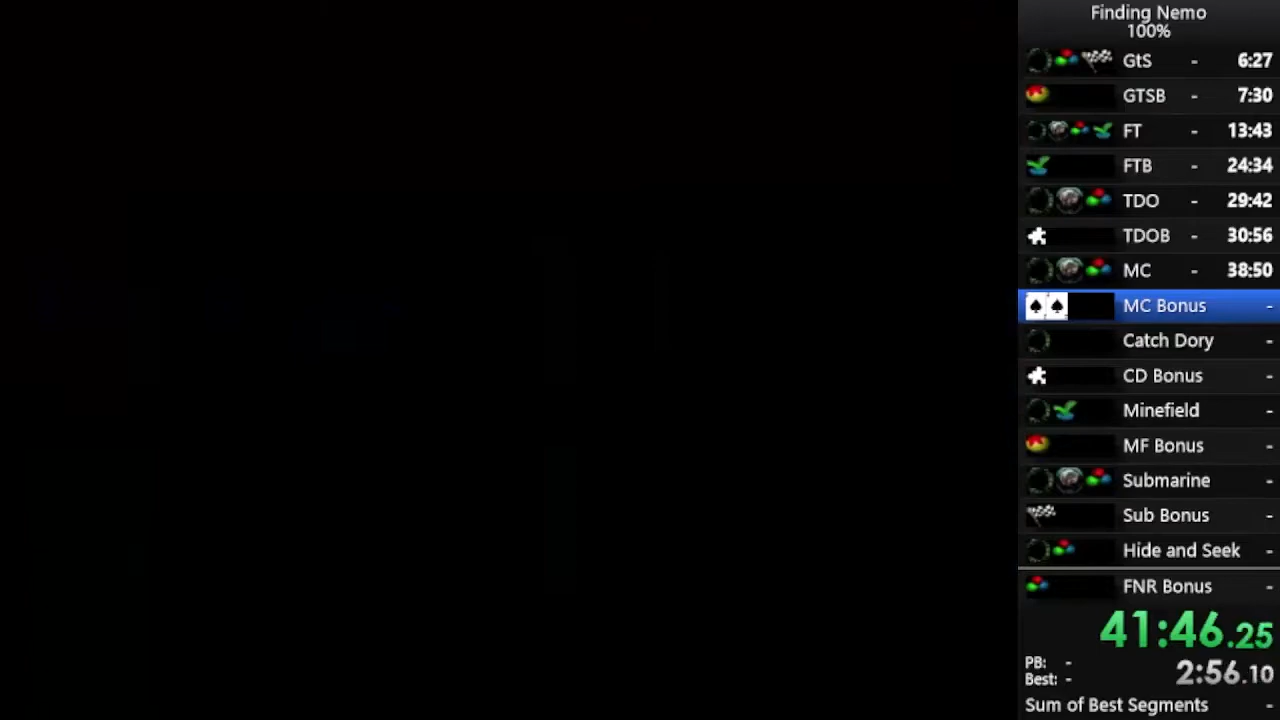 Finding Nemo
100%
GtS - 6:27
GTSB - 7:30
FT - 13:43
FTB - 24:34
TDO - 29:42
TDOB - 30:56
MC - 38:50
MC Bonus -
Catch Dory -
CD Bonus -
Minefield -
MF Bonus -
Submarine -
Sub Bonus -
Hide and Seek -
FNR Bonus -
41:46.25
PB: -
Best: - 2:56.10
Sum of Best Segments -